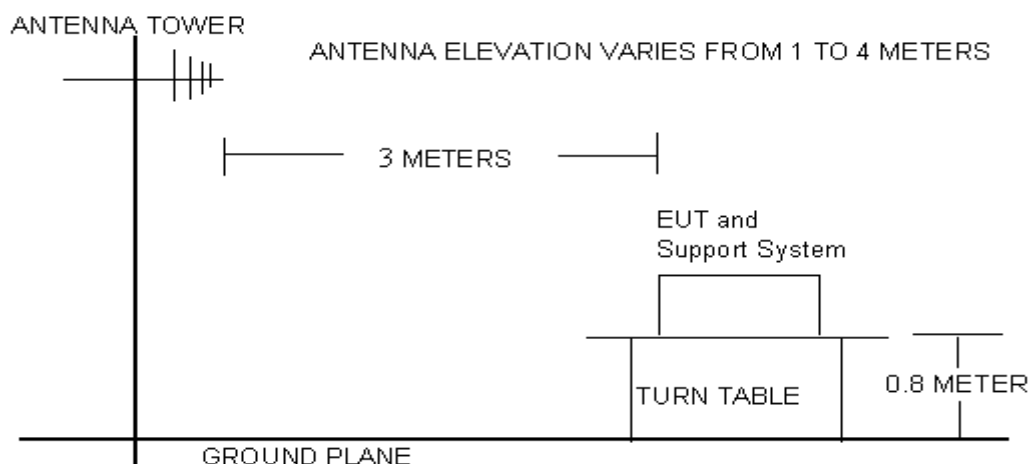 ANTENNA TOWER
ANTENNA ELEVATION VARIES FROM 1 TO 4 METERS
3 METERS
EUT and
Support System
TURN TABLE
0.8 METER
GROUND PLANE